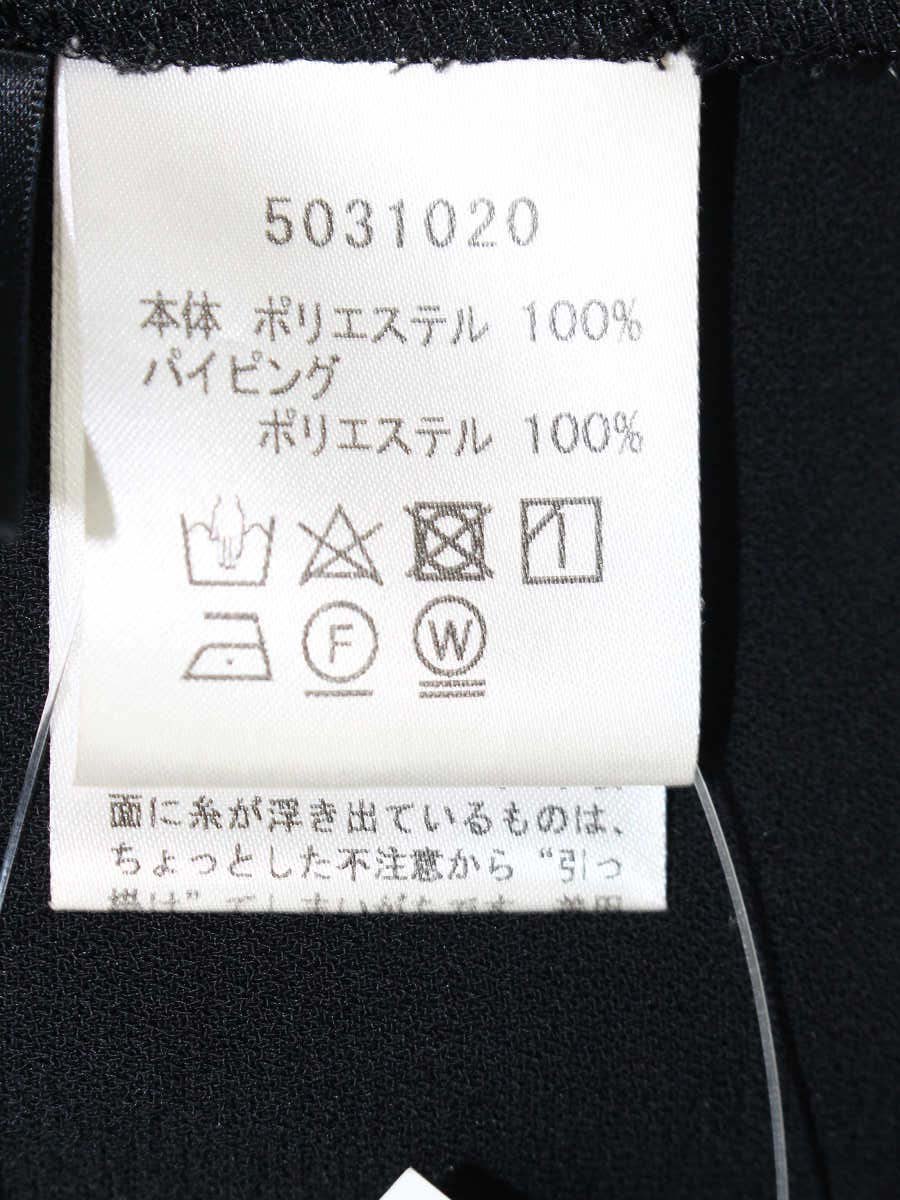 5031020
本体 ポリエステル 100%
パイピング
ポリエステル 100%
F W
面に糸が浮き出ているものは、
ちょっとした不注意から“引っ